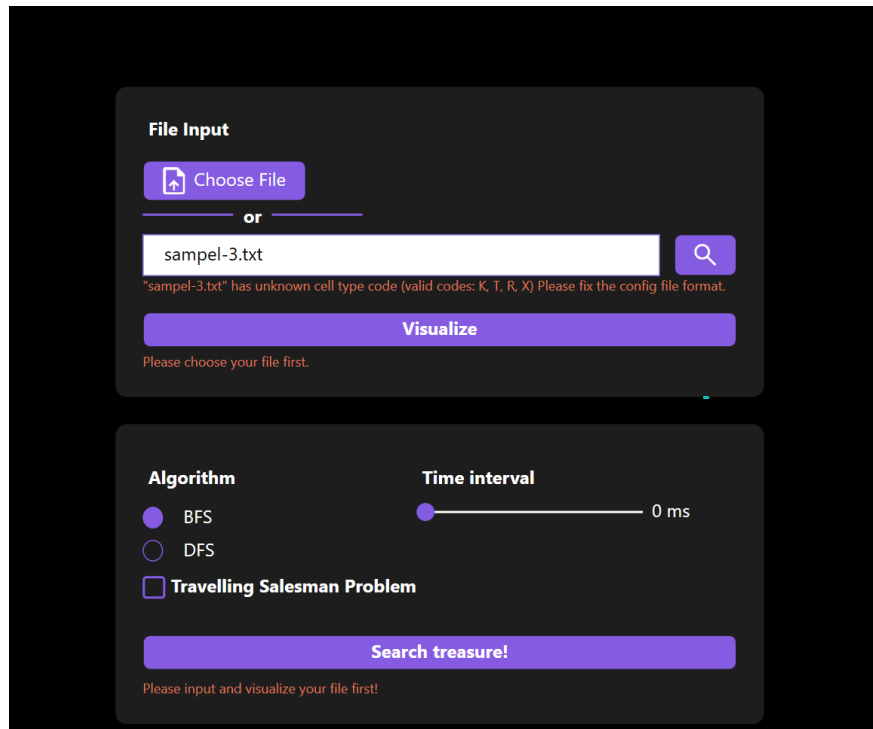 File Input
Choose File
or
sampel-3.txt
"sampel-3.txt" has unknown cell type code (valid codes: K, T, R, X) Please fix the config file format.
Visualize
Please choose your file first.
Algorithm
Time interval
BFS
0 ms
DFS
Travelling Salesman Problem
Search treasure!
Please input and visualize your file first!